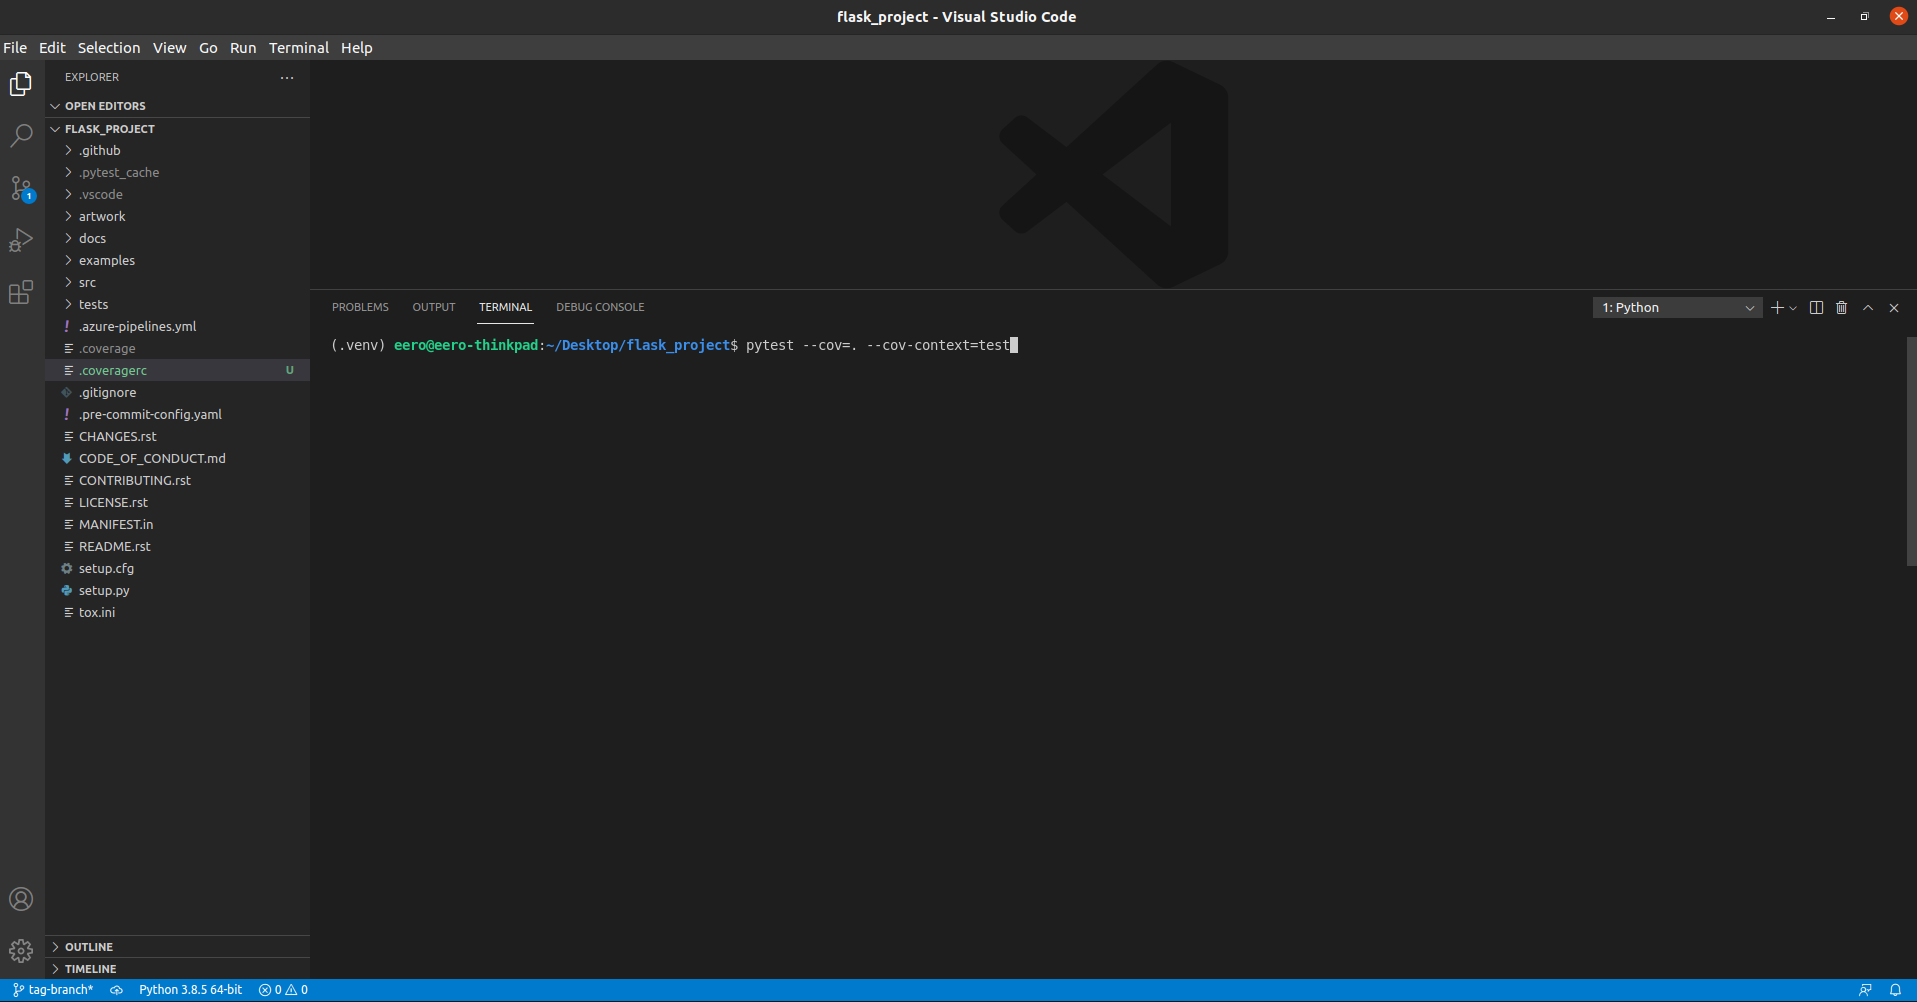 flask_project - Visual Studio Code
File Edit Selection View Go Run Terminal Help
EXPLORER
OPEN EDITORS
FLASK_PROJECT
.github
.pytest_cache
.vscode
1
artwork
docs
examples
src
tests
.azure-pipelines.yml
.coverage
.coveragerc U
.gitignore
.pre-commit-config.yaml
CHANGES.rst
CODE_OF_CONDUCT.md
CONTRIBUTING.rst
LICENSE.rst
MANIFEST.in
README.rst
setup.cfg
setup.py
tox.ini
OUTLINE
TIMELINE
PROBLEMS OUTPUT TERMINAL DEBUG CONSOLE 1: Python
(.venv) eero@eero-thinkpad:~/Desktop/flask_project$ pytest --cov=. --cov-context=test
tag-branch* Python 3.8.5 64-bit 0 0